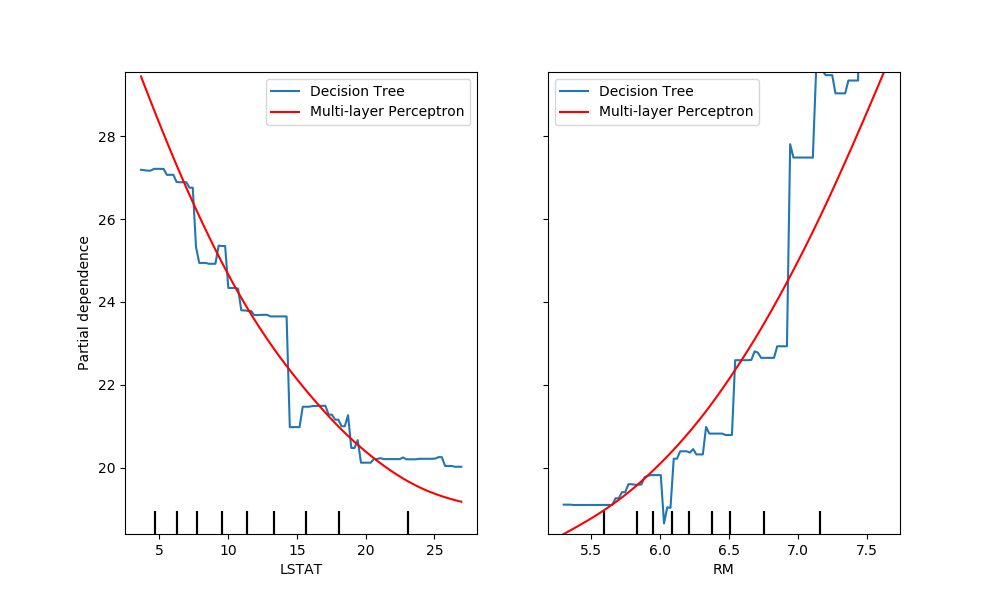 Decision Tree
Multi-layer Perceptron
Partial dependence
28
26
24
22
20
5 10 15 20 25
LSTAT
Decision Tree
Multi-layer Perceptron
5.5 6.0 6.5 7.0 7.5
RM